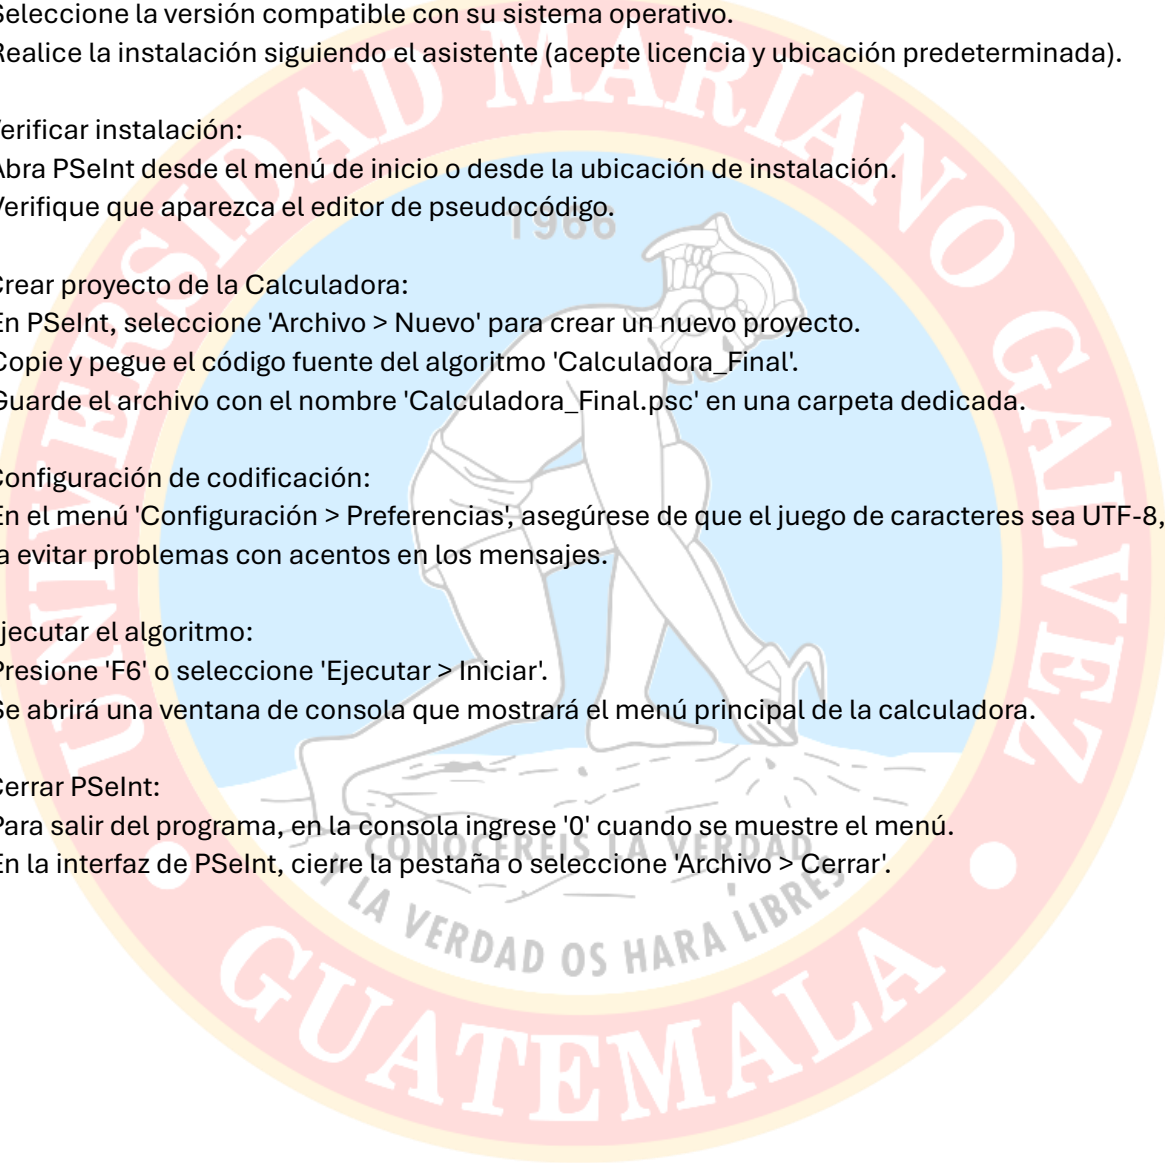 Seleccione la versión compatible con su sistema operativo.
Realice la instalación siguiendo el asistente (acepte licencia y ubicación predeterminada).
erificar instalación:
Abra PSeInt desde el menú de inicio o desde la ubicación de instalación.
Verifique que aparezca el editor de pseudocódigo.
1966
Crear proyecto de la Calculadora:
En PSeInt, seleccione 'Archivo > Nuevo' para crear un nuevo proyecto.
Copie y pegue el código fuente del algoritmo 'Calculadora_Final'.
Guarde el archivo con el nombre 'Calculadora_Final.psc' en una carpeta dedicada.
Configuración de codificación:
En el menú 'Configuración > Preferencias', asegúrese de que el juego de caracteres sea UTF-8,
a evitar problemas con acentos en los mensajes.
jecutar el algoritmo:
Presione 'F6' o seleccione 'Ejecutar > Iniciar'.
Se abrirá una ventana de consola que mostrará el menú principal de la calculadora.
Cerrar PSeInt:
Para salir del programa, en la consola ingrese '0' cuando se muestre el menú.
En la interfaz de PSeInt, cierre la pestaña o seleccione 'Archivo > Cerrar'.
UNIVERSIDAD MARIANO GALVEZ
CONOCEREIS LA VERDAD
Y LA VERDAD OS HARA LIBRES
GUATEMALA